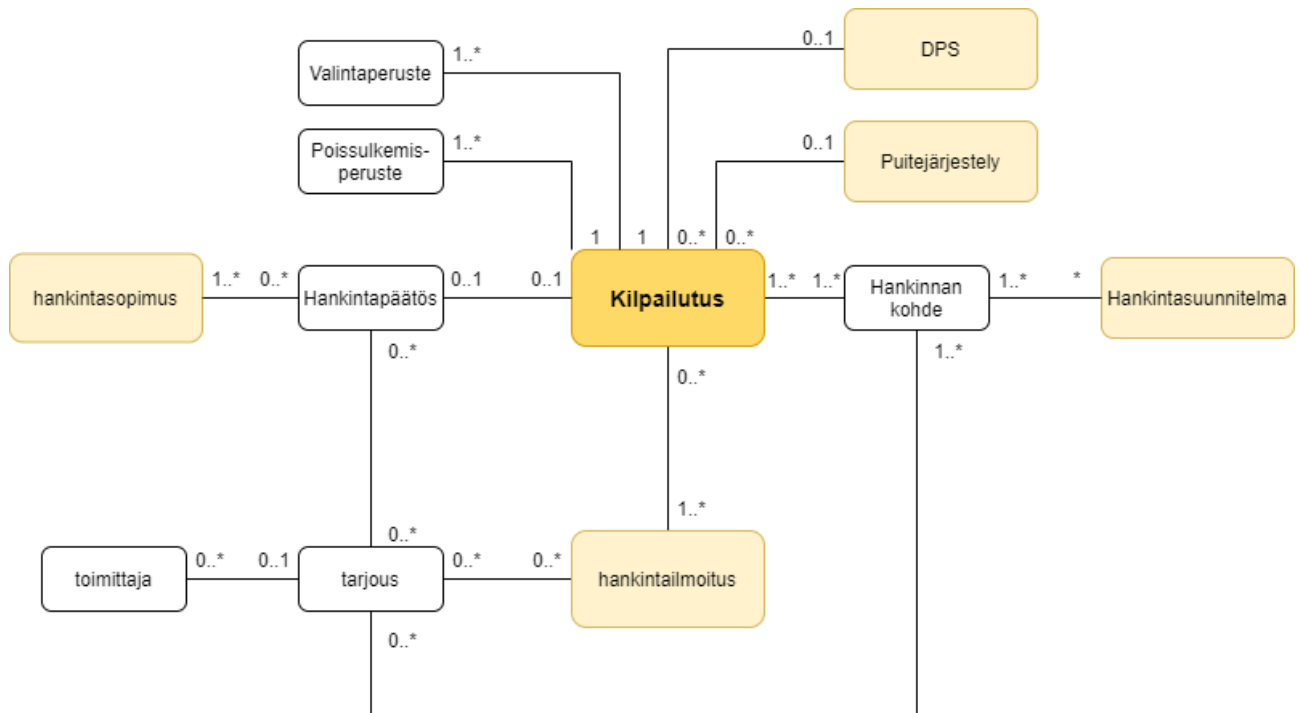 0..1
DPS
1..*
Valintaperuste
1..*
Poissulkemis-
peruste
0..1
Puitejärjestely
1
1
0..*
0..*
hankintasopimus
1..*
0..*
Hankintapäätös
0..1
0..1
Kilpailutus
1..*
1..*
Hankinnan
kohde
1..*
*
Hankintasuunnitelma
0..*
0..*
1..*
1..*
0..*
toimittaja
0..*
0..1
tarjous
0..*
0..*
hankintailmoitus
0..*